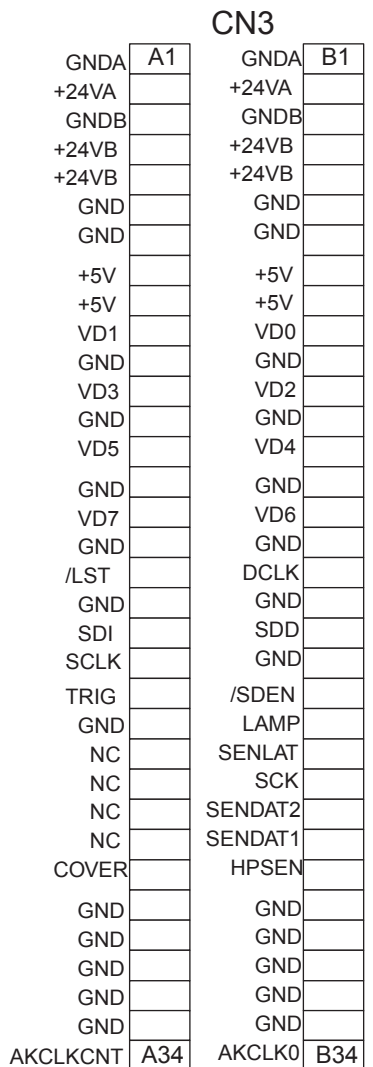 CN3
GNDA A1 GNDA B1
+24VA +24VA
GNDB GNDB
+24VB +24VB
+24VB +24VB
GND GND
GND GND
+5V +5V
+5V +5V
VD1 VD0
GND GND
VD3 VD2
GND GND
VD5 VD4
GND GND
VD7 VD6
GND GND
/LST DCLK
GND GND
SDI SDD
SCLK GND
TRIG /SDEN
GND LAMP
NC SENLAT
NC SCK
NC SENDAT2
NC SENDAT1
COVER HPSEN
GND GND
GND GND
GND GND
GND GND
GND GND
AKCLKCNT A34 AKCLK0 B34